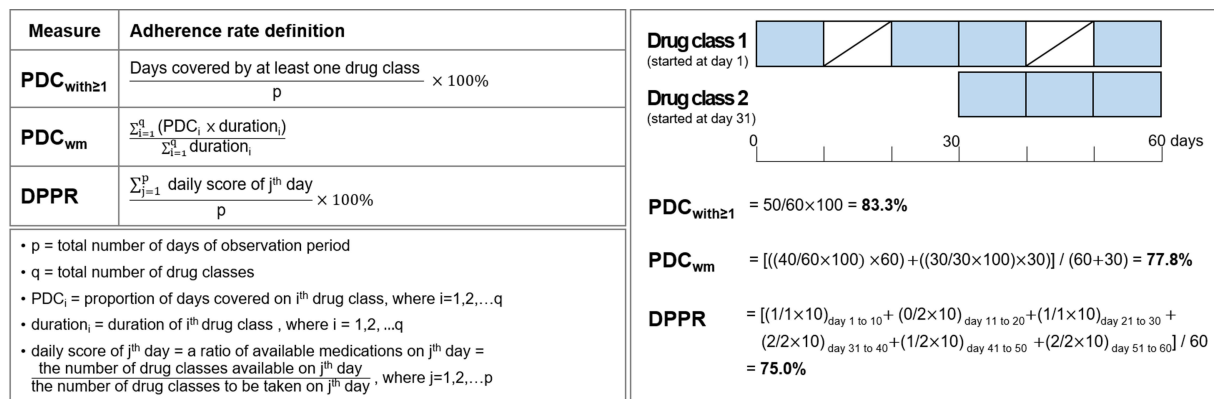 Measure Adherence rate definition
PDCwith≥1 Days covered by at least one drug class / p × 100%
PDCwm ∑i=1q (PDCi x durationi) / ∑i=1q durationi
DPPR ∑j=1p daily score of jth day / p × 100%
• p = total number of days of observation period
• q = total number of drug classes
• PDCi = proportion of days covered on ith drug class, where i=1,2,…q
• durationi = duration of ith drug class , where i = 1,2, ...q
• daily score of jth day = a ratio of available medications on jth day =
the number of drug classes available on jth day / the number of drug classes to be taken on jth day , where j=1,2,…p
Drug class 1
(started at day 1)
Drug class 2
(started at day 31)
0 30 60 days
PDCwith≥1 = 50/60×100 = 83.3%
PDCwm = [((40/60×100) ×60) +((30/30×100)×30)] / (60+30) = 77.8%
DPPR = [(1/1×10)day 1 to 10+ (0/2×10) day 11 to 20+(1/1×10)day 21 to 30 +
(2/2×10) day 31 to 40+(1/2×10) day 41 to 50 +(2/2×10) day 51 to 60] / 60
= 75.0%